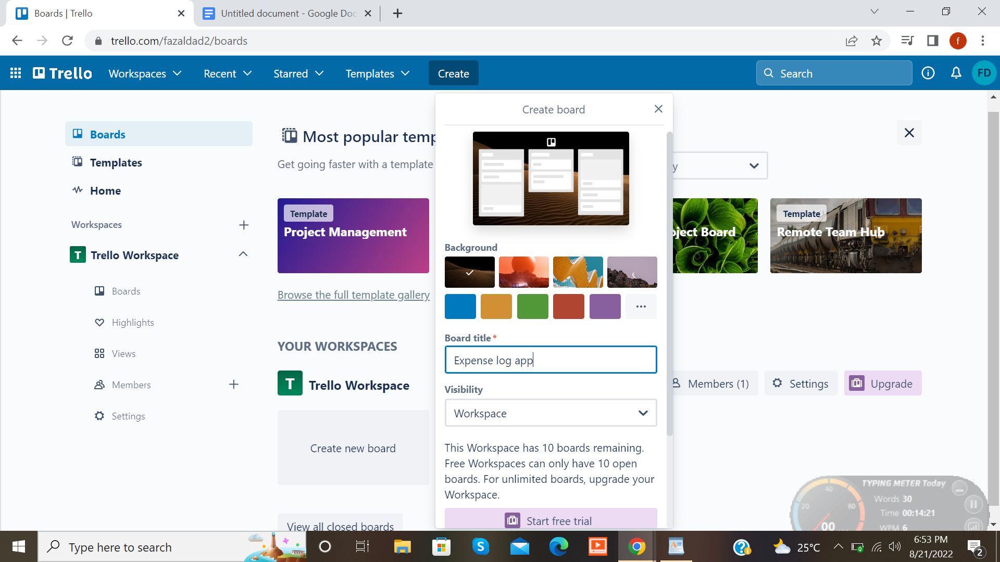 Boards | Trello
Untitled document - Google Doc
trello.com/fazaldad2/boards
f
Trello
Workspaces
Recent
Starred
Templates
Create
Search
FD
Create board
Boards
Templates
Home
Workspaces
T Trello Workspace
Boards
Highlights
Views
Members
Settings
Most popular temp
Get going faster with a template
y
Template
Project Management
oject Board
Template
Remote Team Hub
Browse the full template gallery
YOUR WORKSPACES
T Trello Workspace
Members (1)
Settings
Upgrade
Create new board
View all closed boards
Background
Board title *
Expense log app
Visibility
Workspace
This Workspace has 10 boards remaining.
Free Workspaces can only have 10 open
boards. For unlimited boards, upgrade your
Workspace.
Start free trial
TYPING METER Today
Words 30
Time 00:14:21
WPM 6
20
40
80
00
Type here to search
25°C
6:53 PM
8/21/2022
2